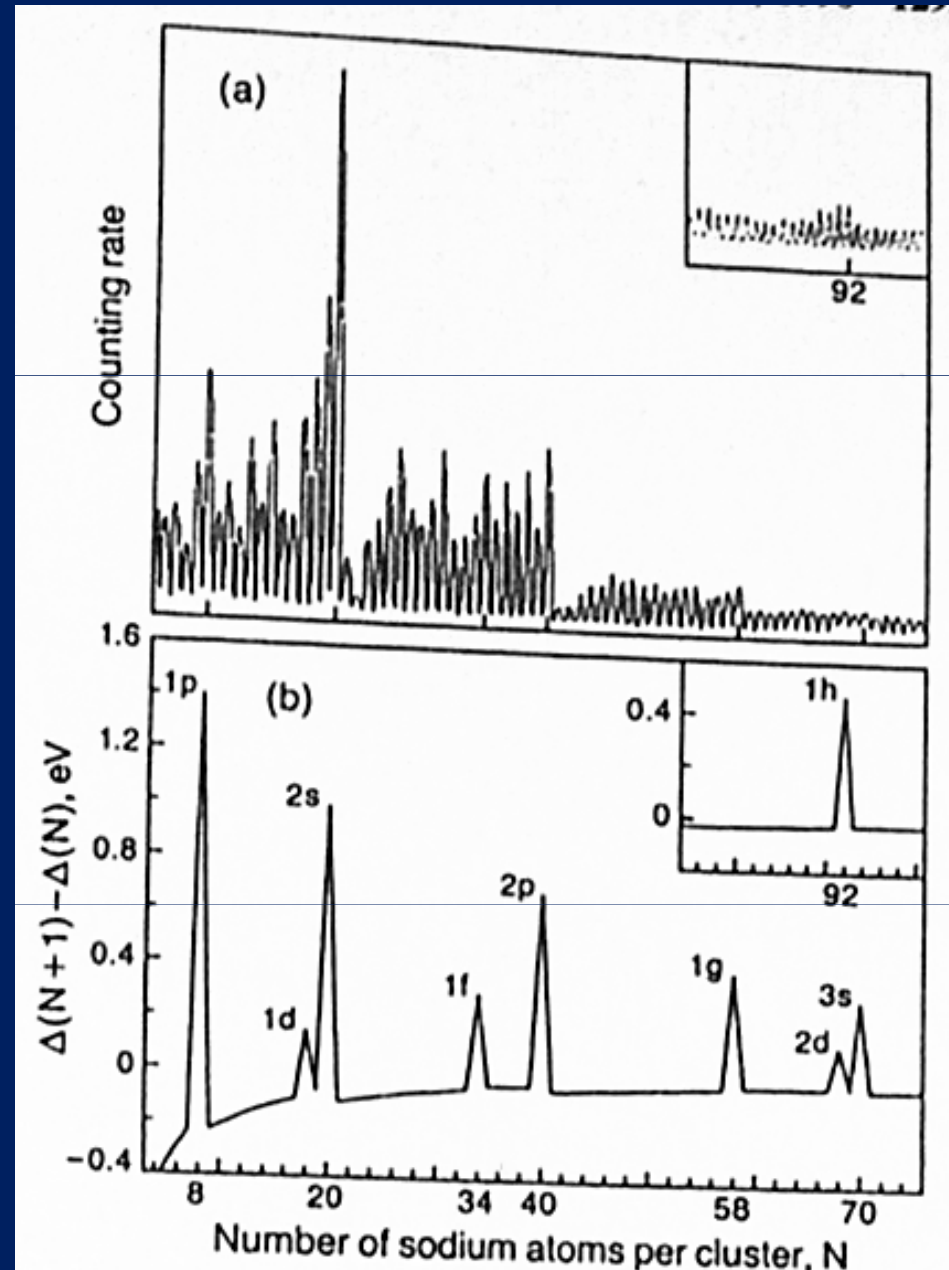 (a)
Counting rate
92
1.6
1.2
0.8
0.4
0
−0.4
Δ(N + 1)−Δ(N), eV
(b)
1p
1d
2s
1f
2p
1g
2d
3s
0.4
0
1h
92
8 20 34 40 58 70
Number of sodium atoms per cluster, N